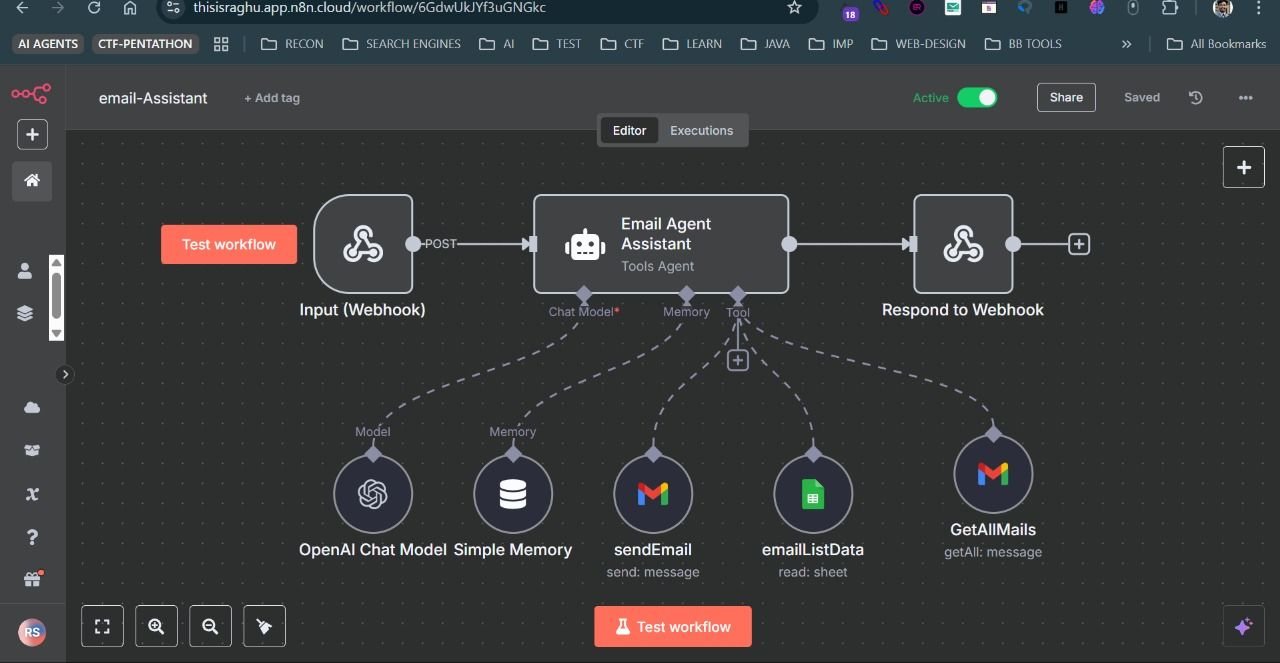 thisisraghu.app.n8n.cloud/workflow/6GdwUkJYf3uGNGkc
18
AI AGENTS CTF-PENTATHON RECON SEARCH ENGINES AI TEST CTF LEARN JAVA IMP WEB-DESIGN BB TOOLS » All Bookmarks
email-Assistant + Add tag Active Share Saved
Editor Executions
Test workflow
POST
Email Agent
Assistant
Tools Agent
Input (Webhook)
Respond to Webhook
Chat Model* Memory Tool
Model Memory
OpenAI Chat Model Simple Memory sendEmail emailListData GetAllMails
send: message read: sheet getAll: message
RS
Test workflow